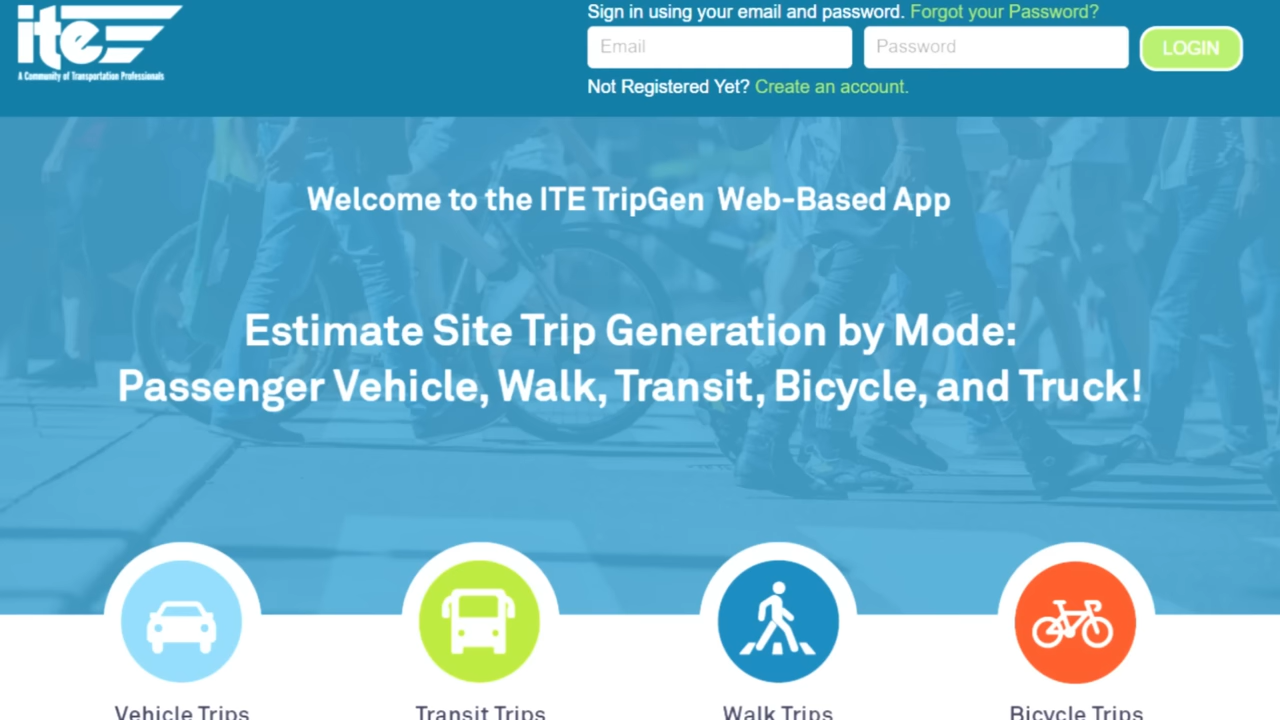 ite
A Community of Transportation Professionals
Sign in using your email and password. Forgot your Password?
Email
Password
LOGIN
Not Registered Yet? Create an account.
Welcome to the ITE TripGen Web-Based App
Estimate Site Trip Generation by Mode:
Passenger Vehicle, Walk, Transit, Bicycle, and Truck!
Vehicle Trips
Transit Trips
Walk Trips
Bicycle Trips